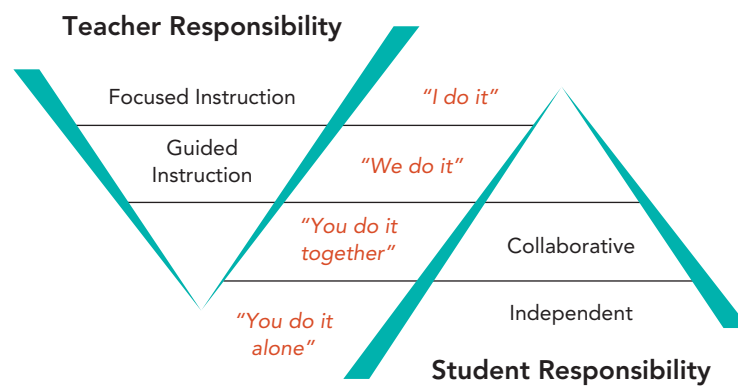 Teacher Responsibility
Focused Instruction
“I do it”
Guided
Instruction
“We do it”
“You do it
together”
Collaborative
“You do it
alone”
Independent
Student Responsibility